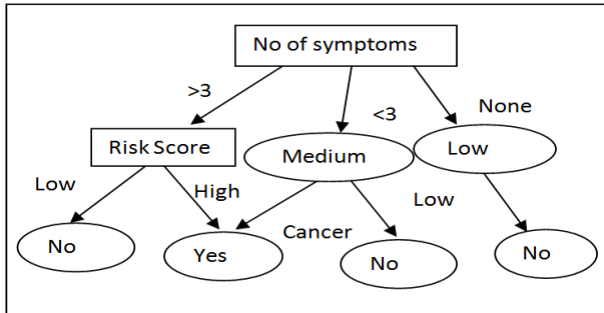 No of symptoms
>3
<3
None
Risk Score
Medium
Low
Low
High
Low
Cancer
No
Yes
No
No